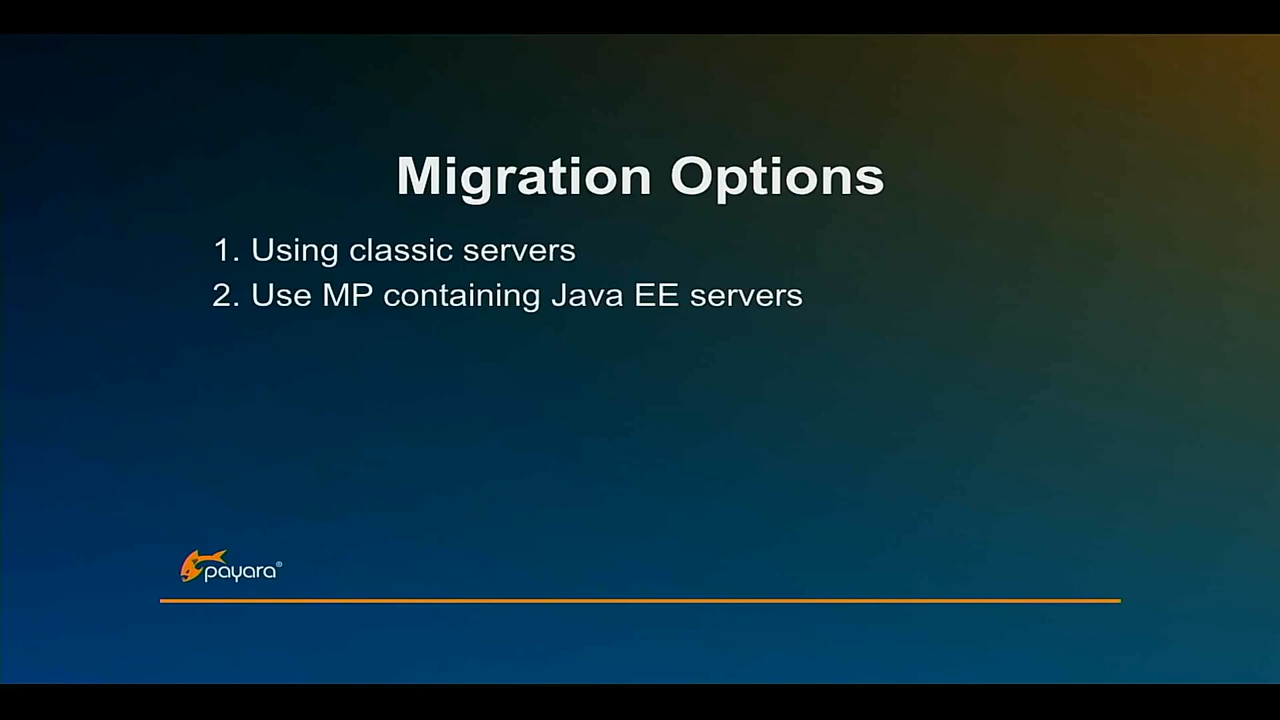 Migration Options
1. Using classic servers
2. Use MP containing Java EE servers
payara®